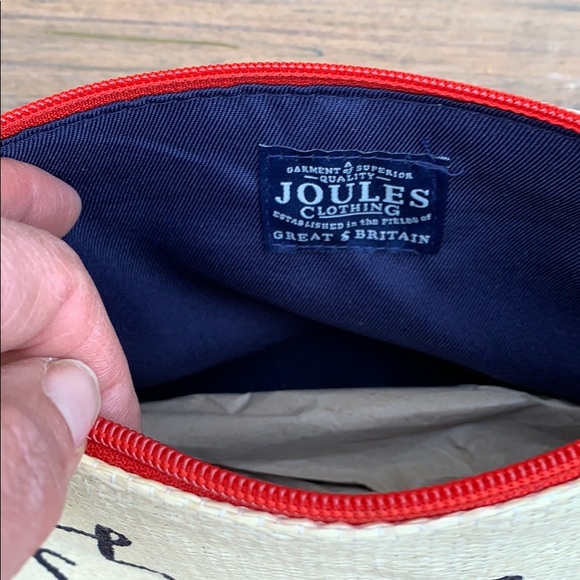 A
GARMENT of SUPERIOR
QUALITY
JOULES
CLOTHING
ESTABLISHED in the FIELDS of
GREAT & BRITAIN